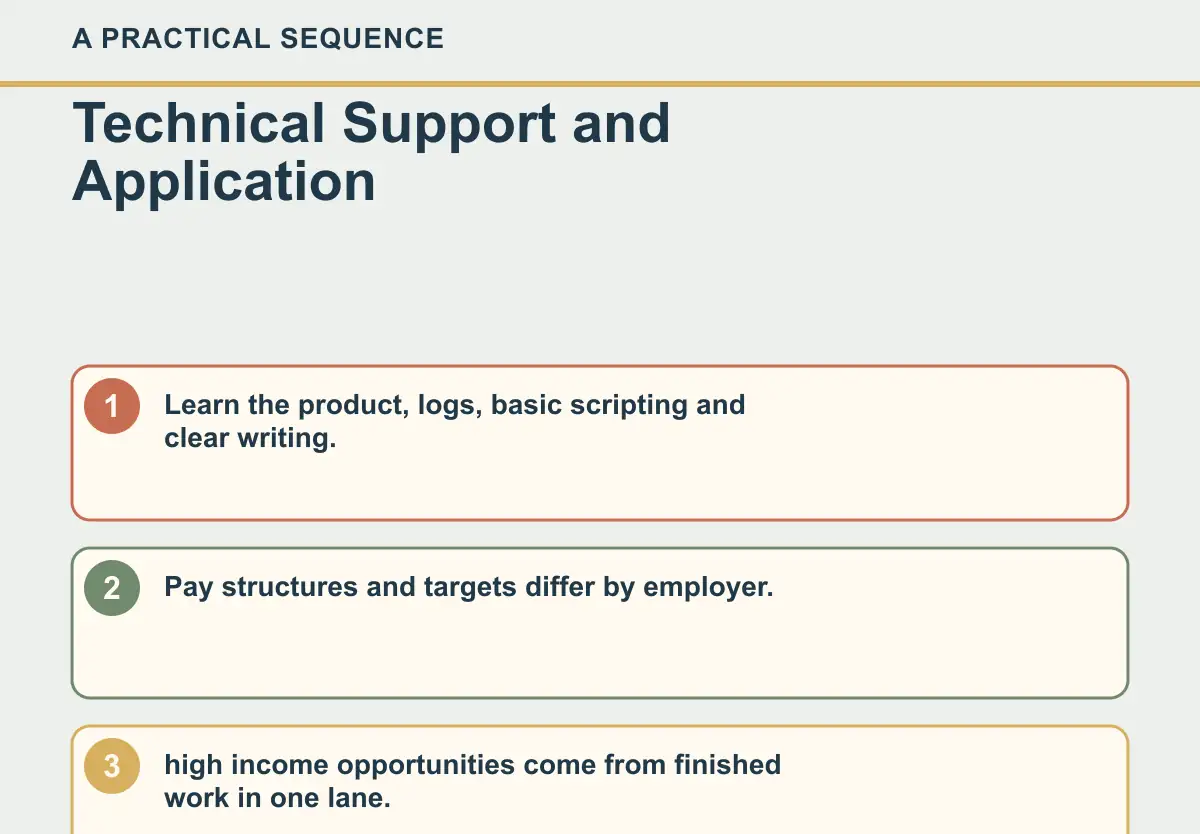 A PRACTICAL SEQUENCE
Technical Support and
Application
1
Learn the product, logs, basic scripting and
clear writing.
2
Pay structures and targets differ by employer.
3
high income opportunities come from finished
work in one lane.